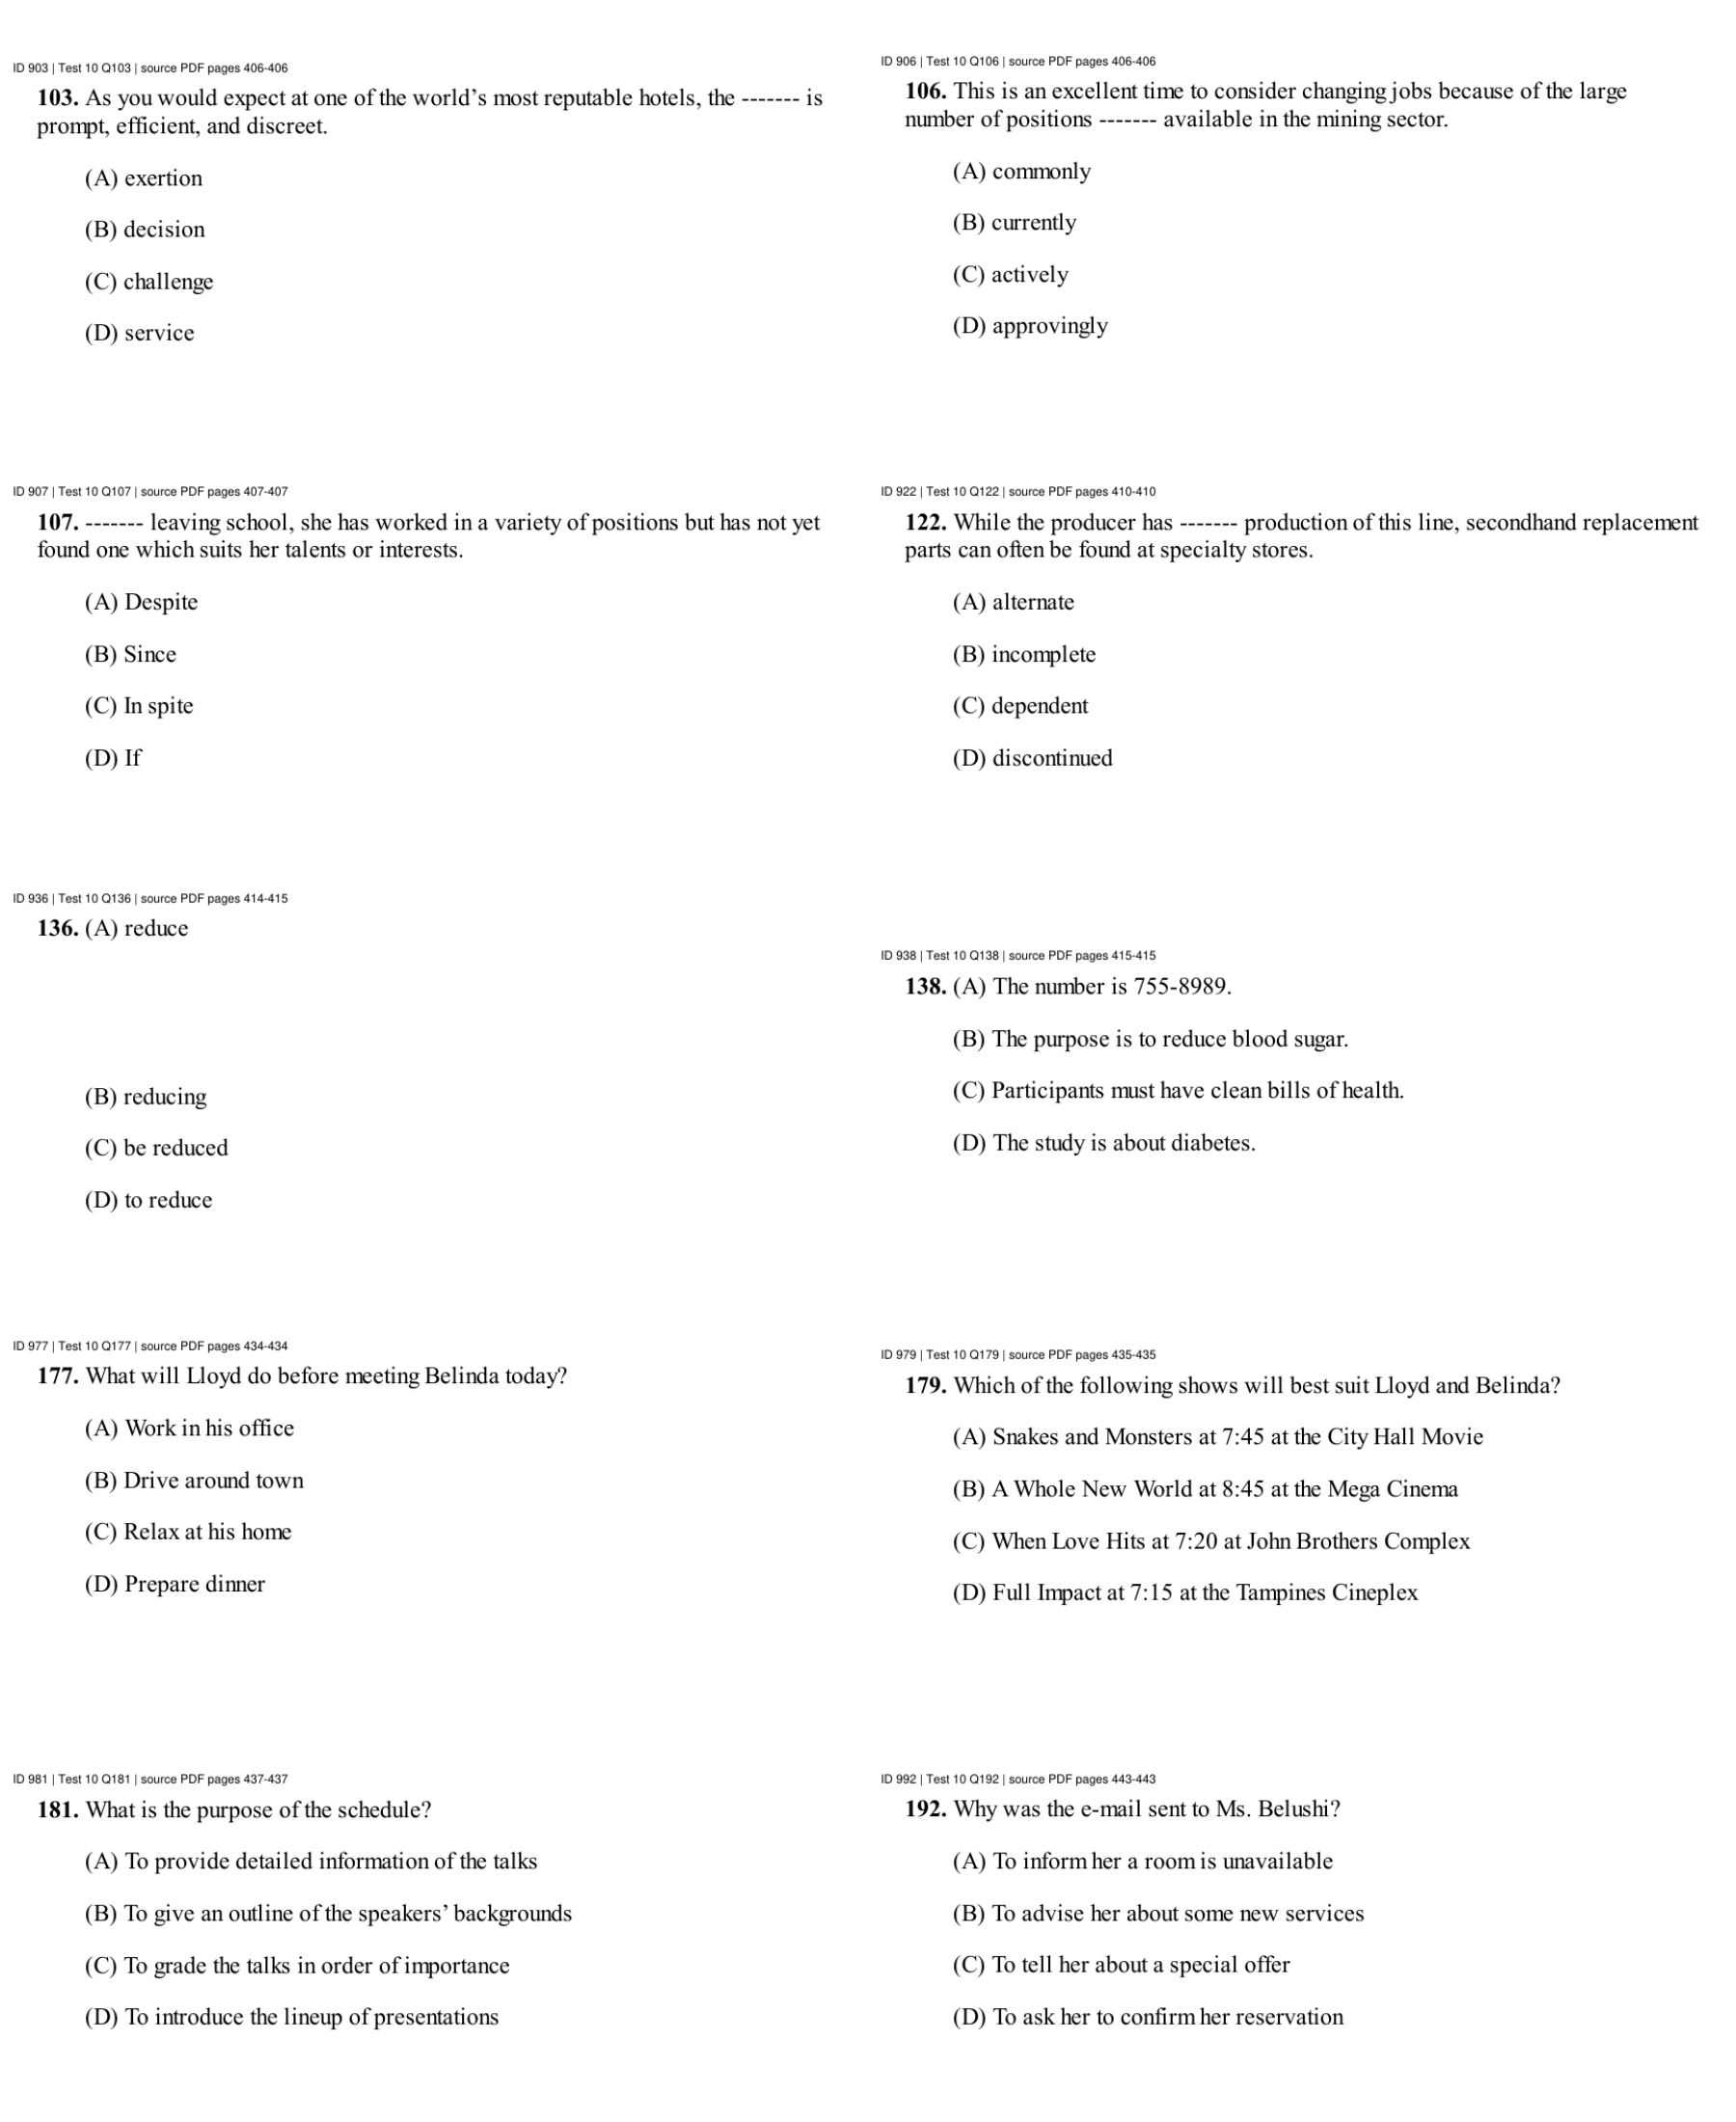 ID 903 | Test 10 Q103 | source PDF pages 406-406
103. As you would expect at one of the world’s most reputable hotels, the ------- is
prompt, efficient, and discreet.
(A) exertion
(B) decision
(C) challenge
(D) service
ID 906 | Test 10 Q106 | source PDF pages 406-406
106. This is an excellent time to consider changing jobs because of the large
number of positions ------- available in the mining sector.
(A) commonly
(B) currently
(C) actively
(D) approvingly
ID 907 | Test 10 Q107 | source PDF pages 407-407
107. ------- leaving school, she has worked in a variety of positions but has not yet
found one which suits her talents or interests.
(A) Despite
(B) Since
(C) In spite
(D) If
ID 922 | Test 10 Q122 | source PDF pages 410-410
122. While the producer has ------- production of this line, secondhand replacement
parts can often be found at specialty stores.
(A) alternate
(B) incomplete
(C) dependent
(D) discontinued
ID 936 | Test 10 Q136 | source PDF pages 414-415
136. (A) reduce
(B) reducing
(C) be reduced
(D) to reduce
ID 938 | Test 10 Q138 | source PDF pages 415-415
138. (A) The number is 755-8989.
(B) The purpose is to reduce blood sugar.
(C) Participants must have clean bills of health.
(D) The study is about diabetes.
ID 977 | Test 10 Q177 | source PDF pages 434-434
177. What will Lloyd do before meeting Belinda today?
(A) Work in his office
(B) Drive around town
(C) Relax at his home
(D) Prepare dinner
ID 979 | Test 10 Q179 | source PDF pages 435-435
179. Which of the following shows will best suit Lloyd and Belinda?
(A) Snakes and Monsters at 7:45 at the City Hall Movie
(B) A Whole New World at 8:45 at the Mega Cinema
(C) When Love Hits at 7:20 at John Brothers Complex
(D) Full Impact at 7:15 at the Tampines Cineplex
ID 981 | Test 10 Q181 | source PDF pages 437-437
181. What is the purpose of the schedule?
(A) To provide detailed information of the talks
(B) To give an outline of the speakers’ backgrounds
(C) To grade the talks in order of importance
(D) To introduce the lineup of presentations
ID 992 | Test 10 Q192 | source PDF pages 443-443
192. Why was the e-mail sent to Ms. Belushi?
(A) To inform her a room is unavailable
(B) To advise her about some new services
(C) To tell her about a special offer
(D) To ask her to confirm her reservation